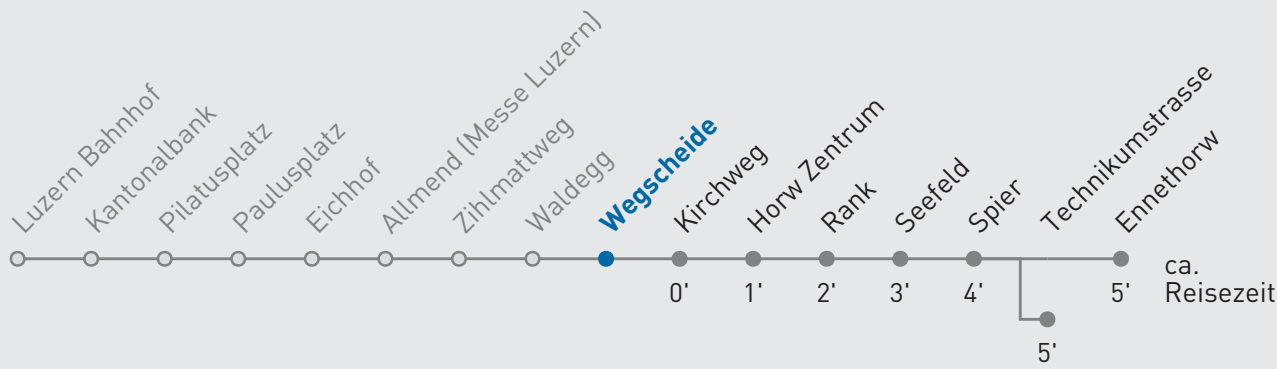 Luzern Bahnhof
Kantonalbank
Pilatusplatz
Paulusplatz
Eichhof
Allmend (Messe Luzern)
Zihlmattweg
Waldegg
Wegscheide
Kirchweg
Horw Zentrum
Rank
Seefeld
Spier
Technikumstrasse
Ennethorw
0' 1' 2' 3' 4' 5'
ca.
Reisezeit
5'